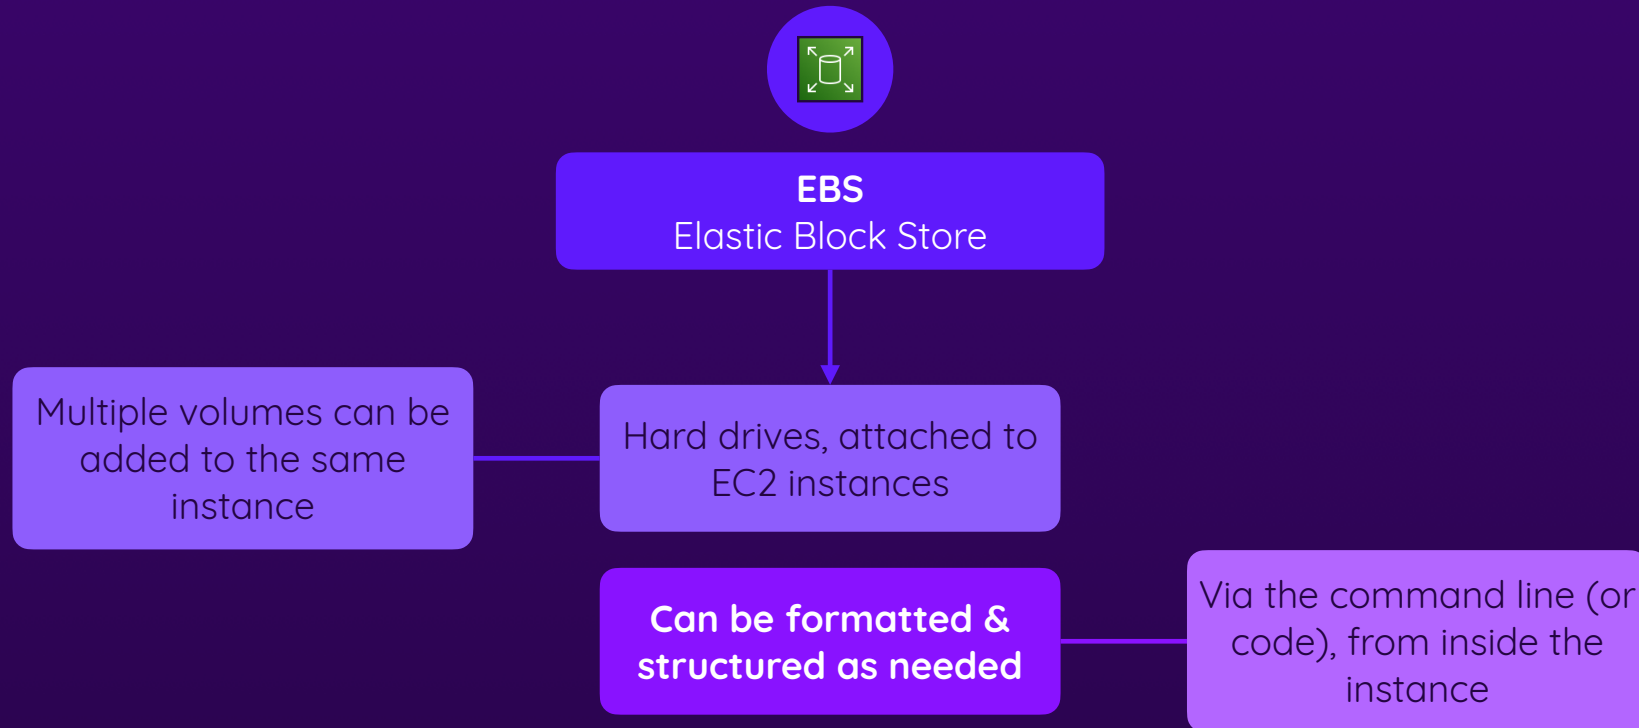 EBS
Elastic Block Store
Multiple volumes can be
added to the same
instance
Hard drives, attached to
EC2 instances
Can be formatted &
structured as needed
Via the command line (or
code), from inside the
instance